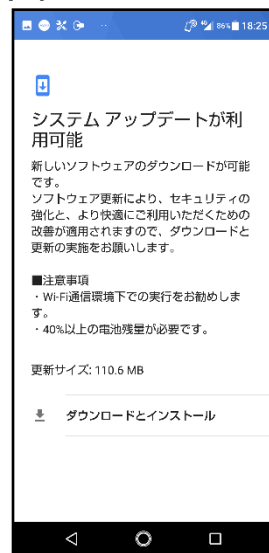 86% 18:25
システム アップデートが利
用可能
新しいソフトウェアのダウンロードが可能
です。
ソフトウェア更新により、セキュリティの
強化と、より快適にご利用いただくための
改善が適用されますので、ダウンロードと
更新の実施をお願いします。
■注意事項
・Wi-Fi通信環境下での実行をお勧めしま
す。
・40%以上の電池残量が必要です。
更新サイズ: 110.6 MB
ダウンロードとインストール